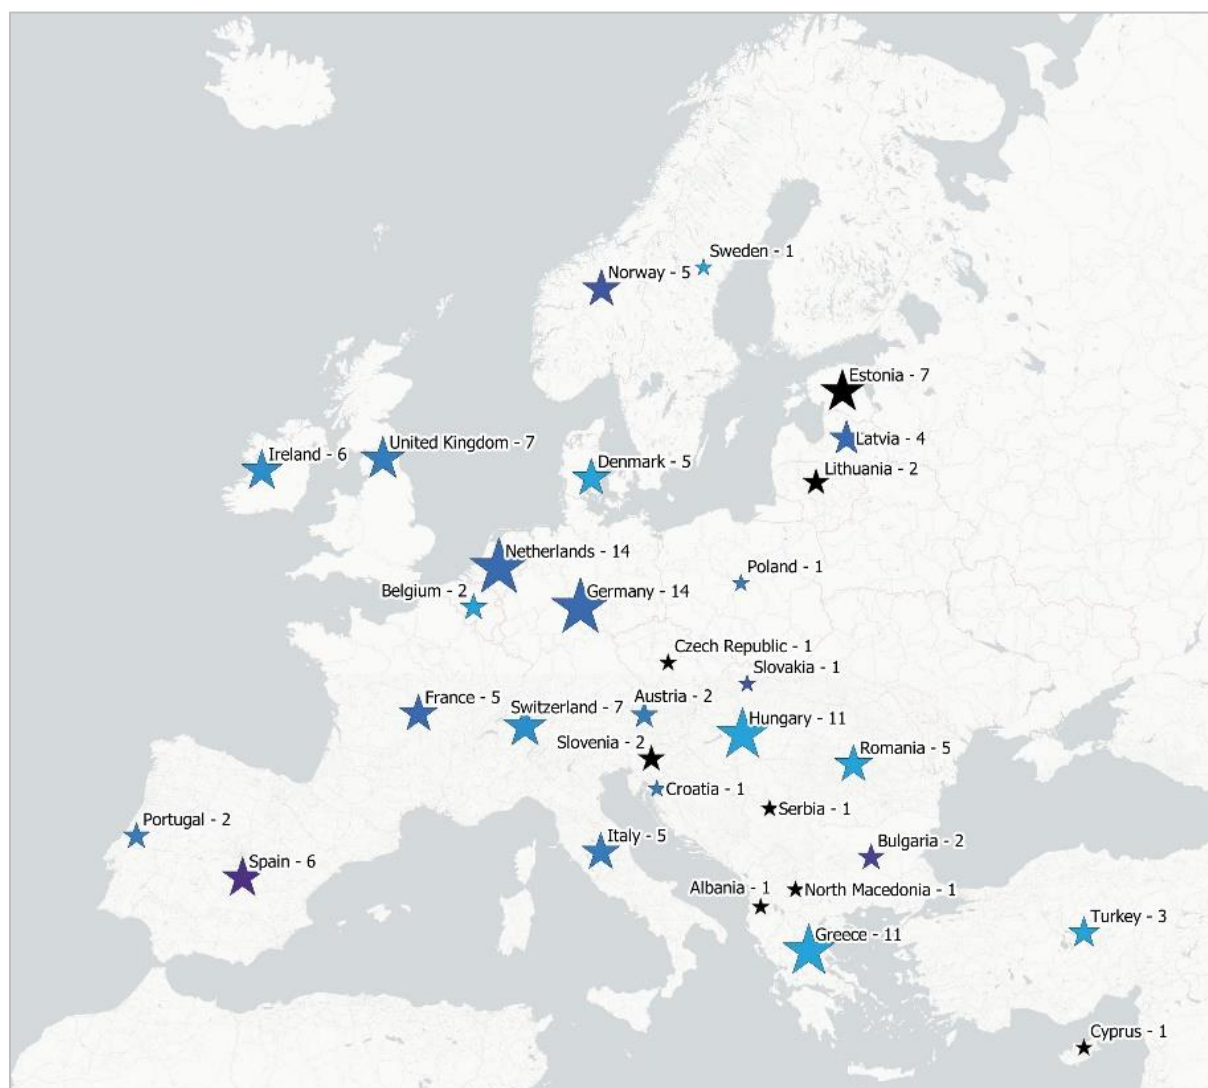 Sweden - 1
Norway - 5
Estonia - 7
Latvia - 4
United Kingdom - 7
Ireland - 6
Denmark - 5
Lithuania - 2
Netherlands - 14
Poland - 1
Belgium - 2
Germany - 14
Czech Republic - 1
Slovakia - 1
France - 5
Austria - 2
Switzerland - 7
Hungary - 11
Slovenia - 2
Romania - 5
Croatia - 1
Serbia - 1
Portugal - 2
Italy - 5
Bulgaria - 2
Spain - 6
Albania - 1
North Macedonia - 1
Turkey - 3
Greece - 11
Cyprus - 1